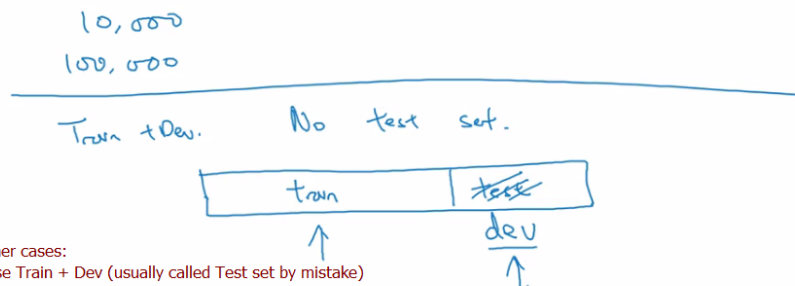 10,000
100,000
Train + Dev. No test set.
train test
dev
er cases:
se Train + Dev (usually called Test set by mistake)